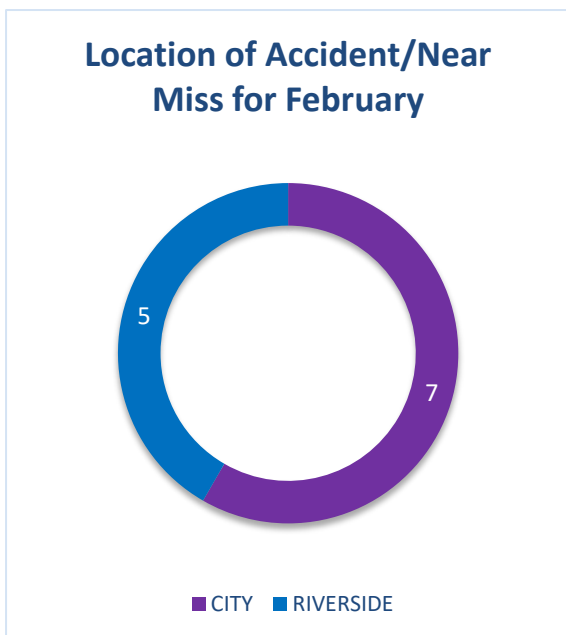 Location of Accident/Near
Miss for February
5
7
CITY RIVERSIDE